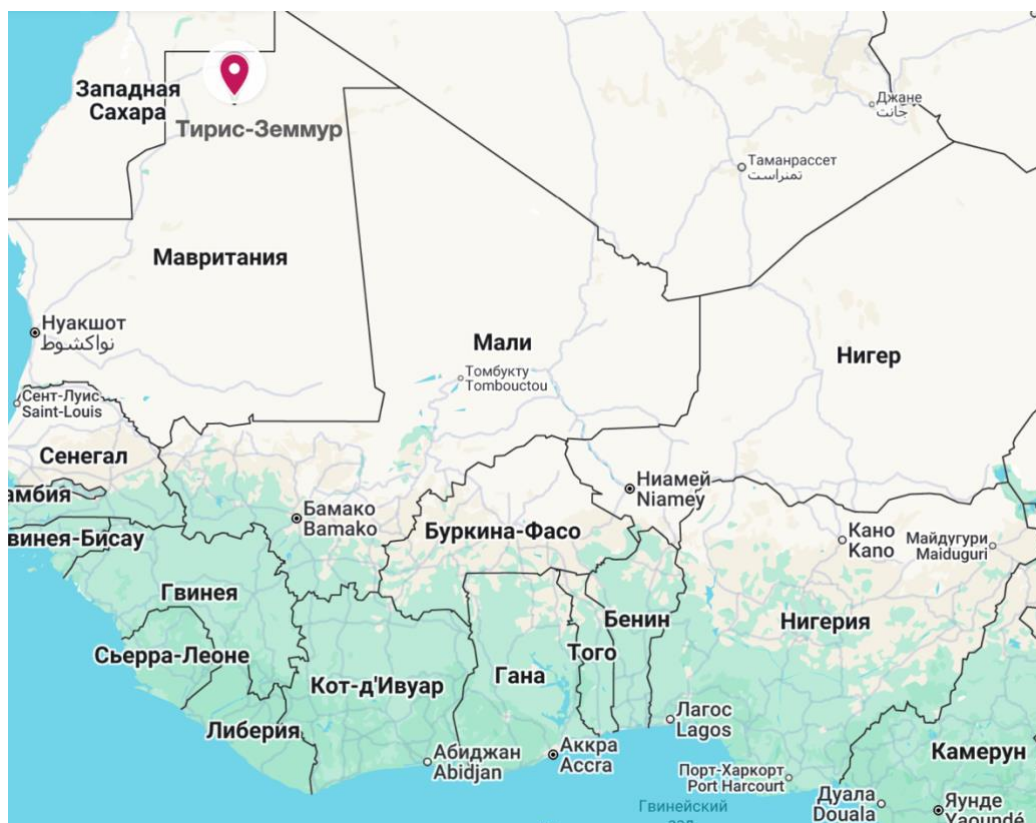 Западная
Сахара
Тирис-Земмур
Джане
جانت
Таманрассет
تمنراست
Мавритания
Нуакшот
نواكشوط
Мали
Нигер
Томбукту
Tombouctou
Сент-Луис
Saint-Louis
Сенегал
амбия
Бамако
Bamako
Ниамей
Niamey
Буркина-Фасо
Кано
Kano
Майдугури
Maiduguri
винея-Бисау
Гвинея
Бенин
Нигерия
Сьерра-Леоне
Того
Гана
Кот-д'Ивуар
Либерия
Лагос
Lagos
Абиджан
Abidjan
Аккра
Accra
Камерун
Порт-Харкорт
Port Harcourt
Дуала
Douala
Яунде
Yaoundé
Гвинейский